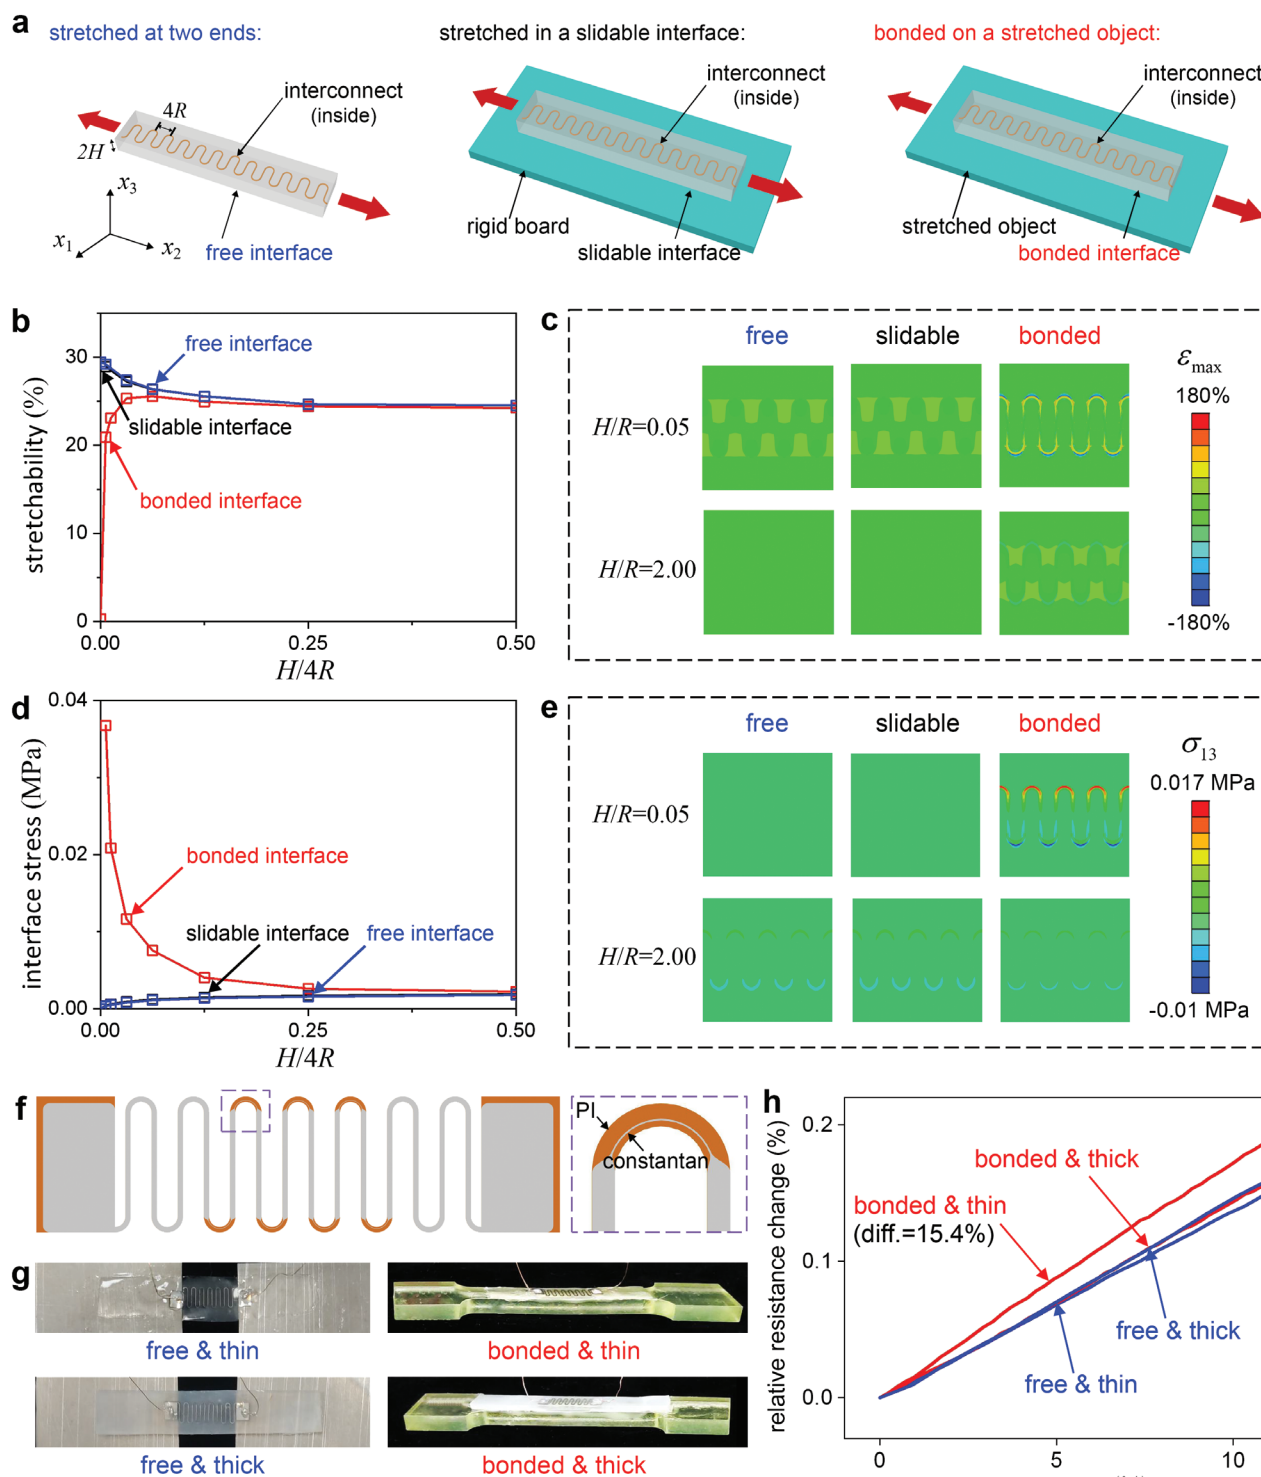 a
stretched at two ends:
stretched in a slidable interface:
bonded on a stretched object:
interconnect
(inside)
4R
2H
x3
x1
x2
free interface
interconnect
(inside)
rigid board
slidable interface
interconnect
(inside)
stretched object
bonded interface
b
stretchability (%)
30
20
10
0
0.00
0.25
0.50
H/4R
free interface
slidable interface
bonded interface
c
free
slidable
bonded
H/R=0.05
H/R=2.00
εmax
180%
-180%
d
interface stress (MPa)
0.04
0.02
0.00
0.00
0.25
0.50
H/4R
bonded interface
slidable interface
free interface
e
free
slidable
bonded
H/R=0.05
H/R=2.00
σ13
0.017 MPa
-0.01 MPa
f
PI
constantan
g
free & thin
bonded & thin
free & thick
bonded & thick
h
relative resistance change (%)
0.2
0.1
0.0
0
5
10
bonded & thick
bonded & thin
(diff.=15.4%)
free & thick
free & thin